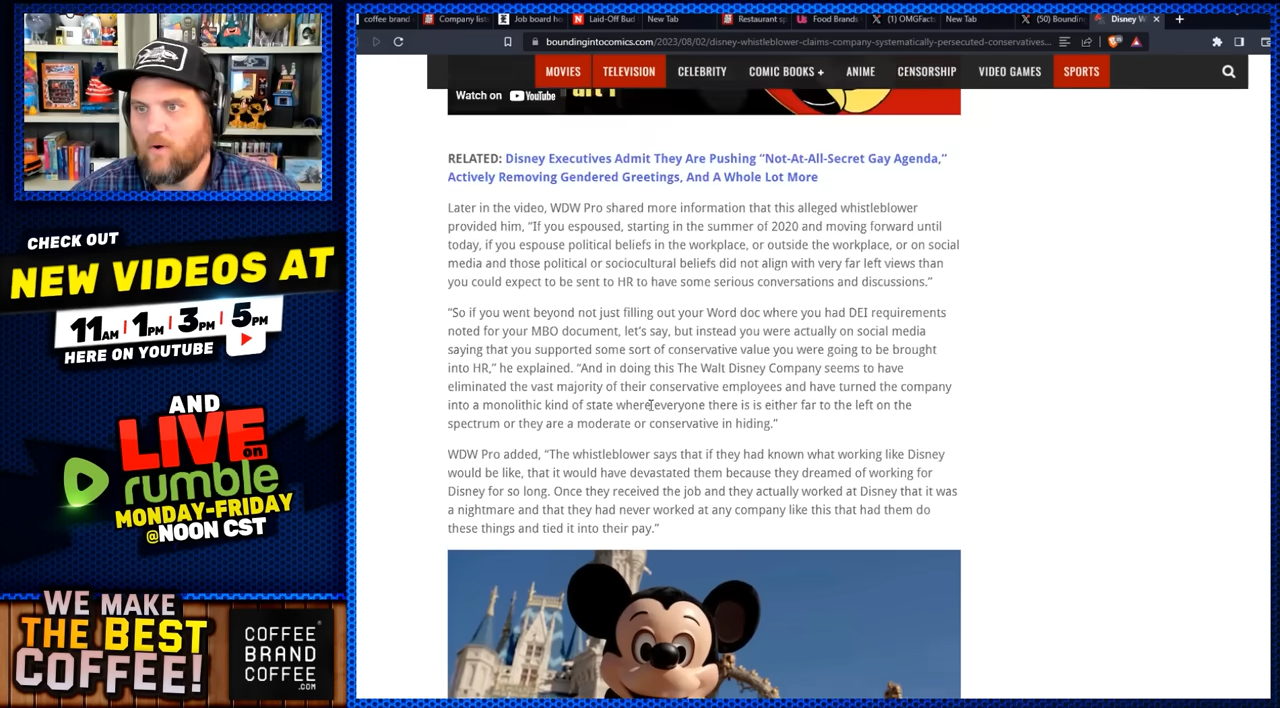 CHECK OUT
NEW VIDEOS AT
11AM | 1PM | 3PM | 5PM
HERE ON YOUTUBE
AND
LIVE on
rumble
MONDAY-FRIDAY
@NOON CST
WE MAKE
THE BEST
COFFEE!
COFFEE
BRAND
COFFEE
.COM
coffee brand
Company list
Job board ho
Laid-Off Bud
New Tab
Restaurant sp
Food Brands
(1) OMGFacts
New Tab
(50) Boundin
Disney W
boundingintocomics.com/2023/08/02/disney-whistleblower-claims-company-systematically-persecuted-conservatives...
MOVIES TELEVISION CELEBRITY COMIC BOOKS + ANIME CENSORSHIP VIDEO GAMES SPORTS
Watch on YouTube
RELATED: Disney Executives Admit They Are Pushing “Not-At-All-Secret Gay Agenda,”
Actively Removing Gendered Greetings, And A Whole Lot More
Later in the video, WDW Pro shared more information that this alleged whistleblower
provided him, “If you espoused, starting in the summer of 2020 and moving forward until
today, if you espouse political beliefs in the workplace, or outside the workplace, or on social
media and those political or sociocultural beliefs did not align with very far left views than
you could expect to be sent to HR to have some serious conversations and discussions.”
“So if you went beyond not just filling out your Word doc where you had DEI requirements
noted for your MBO document, let’s say, but instead you were actually on social media
saying that you supported some sort of conservative value you were going to be brought
into HR,” he explained. “And in doing this The Walt Disney Company seems to have
eliminated the vast majority of their conservative employees and have turned the company
into a monolithic kind of state where everyone there is is either far to the left on the
spectrum or they are a moderate or conservative in hiding.”
WDW Pro added, “The whistleblower says that if they had known what working like Disney
would be like, that it would have devastated them because they dreamed of working for
Disney for so long. Once they received the job and they actually worked at Disney that it was
a nightmare and that they had never worked at any company like this that had them do
these things and tied it into their pay.”